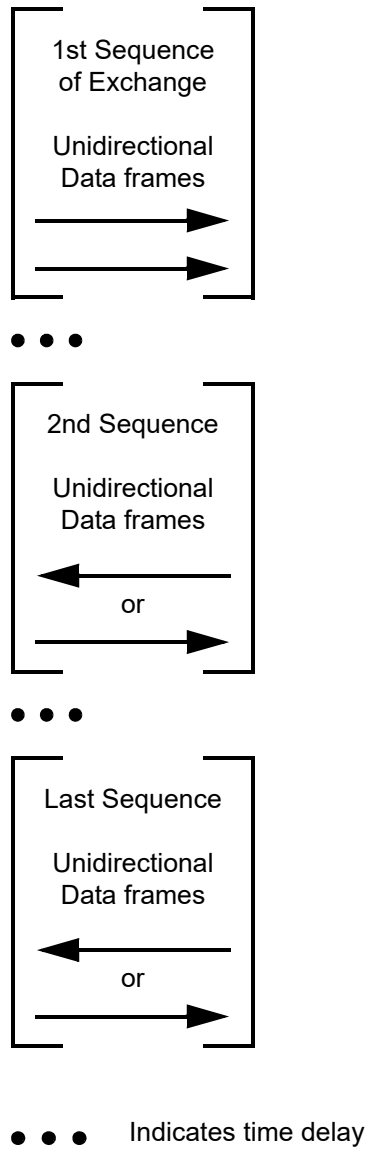 1st Sequence
of Exchange
Unidirectional
Data frames
2nd Sequence
Unidirectional
Data frames
or
Last Sequence
Unidirectional
Data frames
or
Indicates time delay